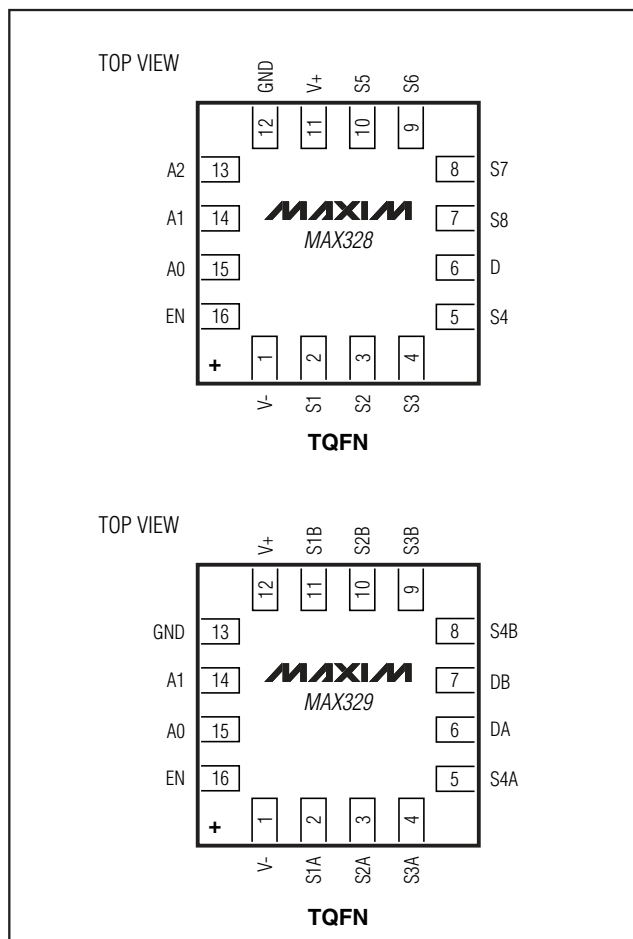 TOP VIEW
GND V+ S5 S6
12 11 10 9
A2 13 8 S7
A1 14 MAXIM 7 S8
MAX328
A0 15 6 D
EN 16 5 S4
+ 1 2 3 4
V- S1 S2 S3
TQFN
TOP VIEW
V+ S1B S2B S3B
12 11 10 9
GND 13 8 S4B
A1 14 MAXIM 7 DB
MAX329
A0 15 6 DA
EN 16 5 S4A
+ 1 2 3 4
V- S1A S2A S3A
TQFN